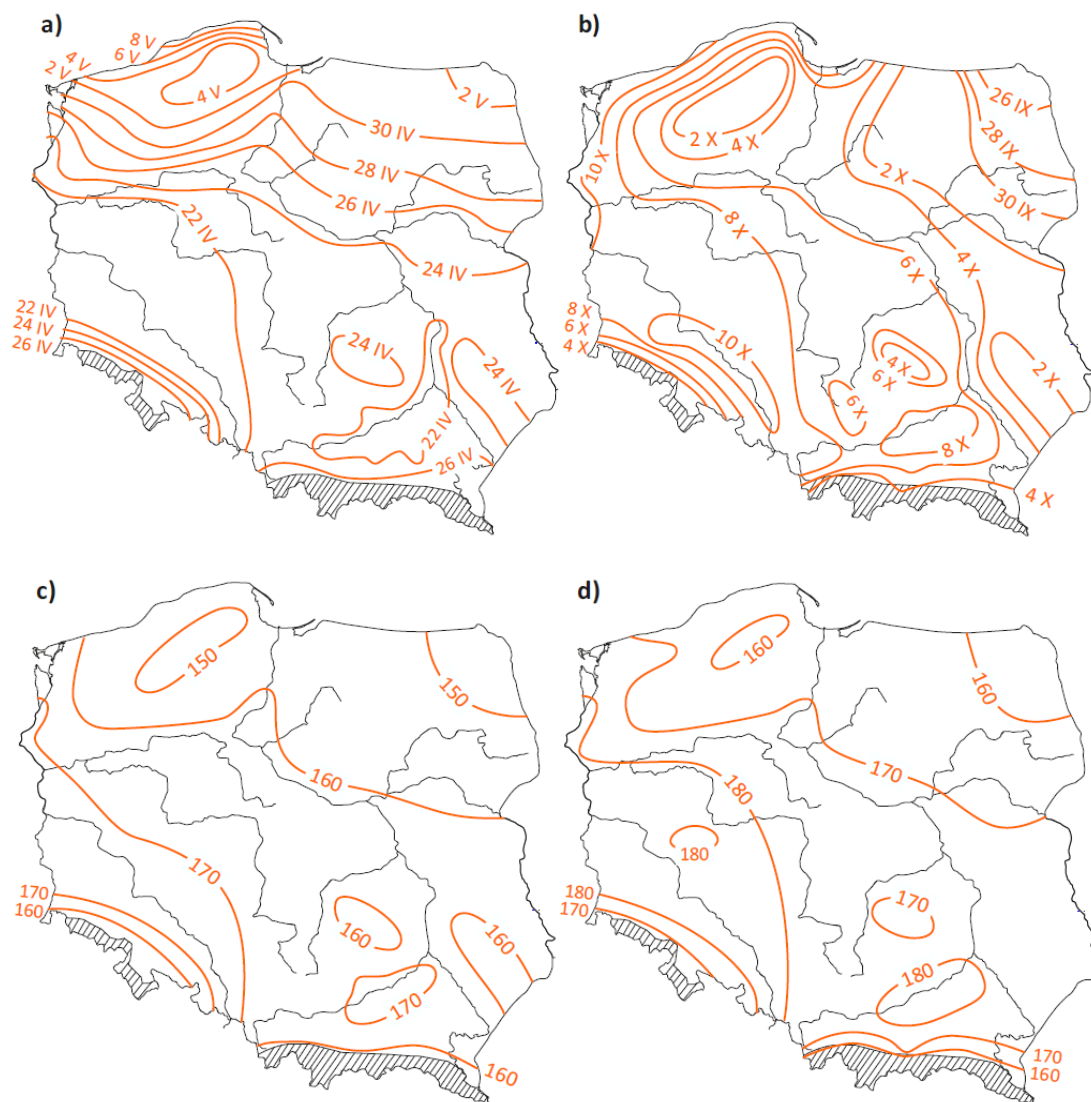 a)
8 V
6 V
4 V
2 V
4 V
2 V
30 IV
28 IV
26 IV
22 IV
24 IV
22 IV
24 IV
26 IV
24 IV
24 IV
22 IV
26 IV
b)
10 X
2 X
4 X
26 IX
28 IX
30 IX
2 X
8 X
6 X
4 X
8 X
6 X
4 X
10 X
4 X
6 X
6 X
2 X
8 X
4 X
c)
150
150
160
170
170
160
160
160
170
160
d)
160
160
170
180
180
180
170
170
180
170
160